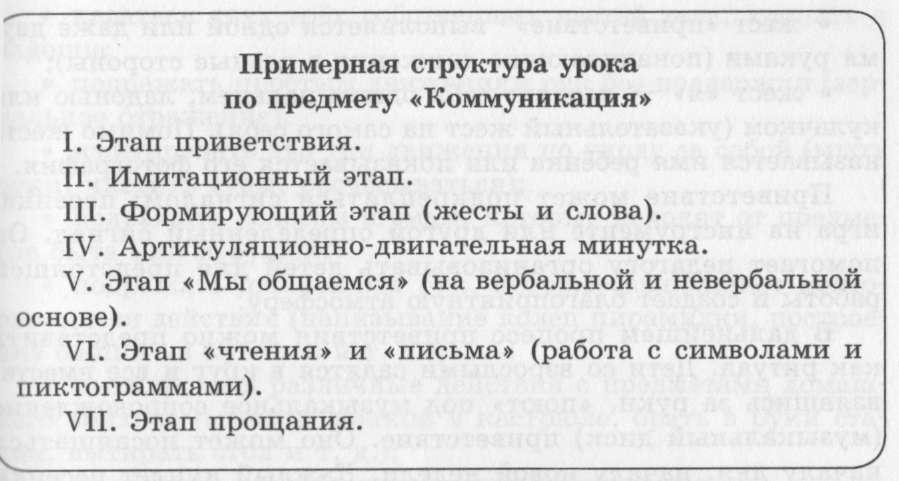 Примерная структура урока
по предмету «Коммуникация»
I. Этап приветствия.
II. Имитационный этап.
III. Формирующий этап (жесты и слова).
IV. Артикуляционно-двигательная минутка.
V. Этап «Мы общаемся» (на вербальной и невербальной
основе).
VI. Этап «чтения» и «письма» (работа с символами и
пиктограммами).
VII. Этап прощания.